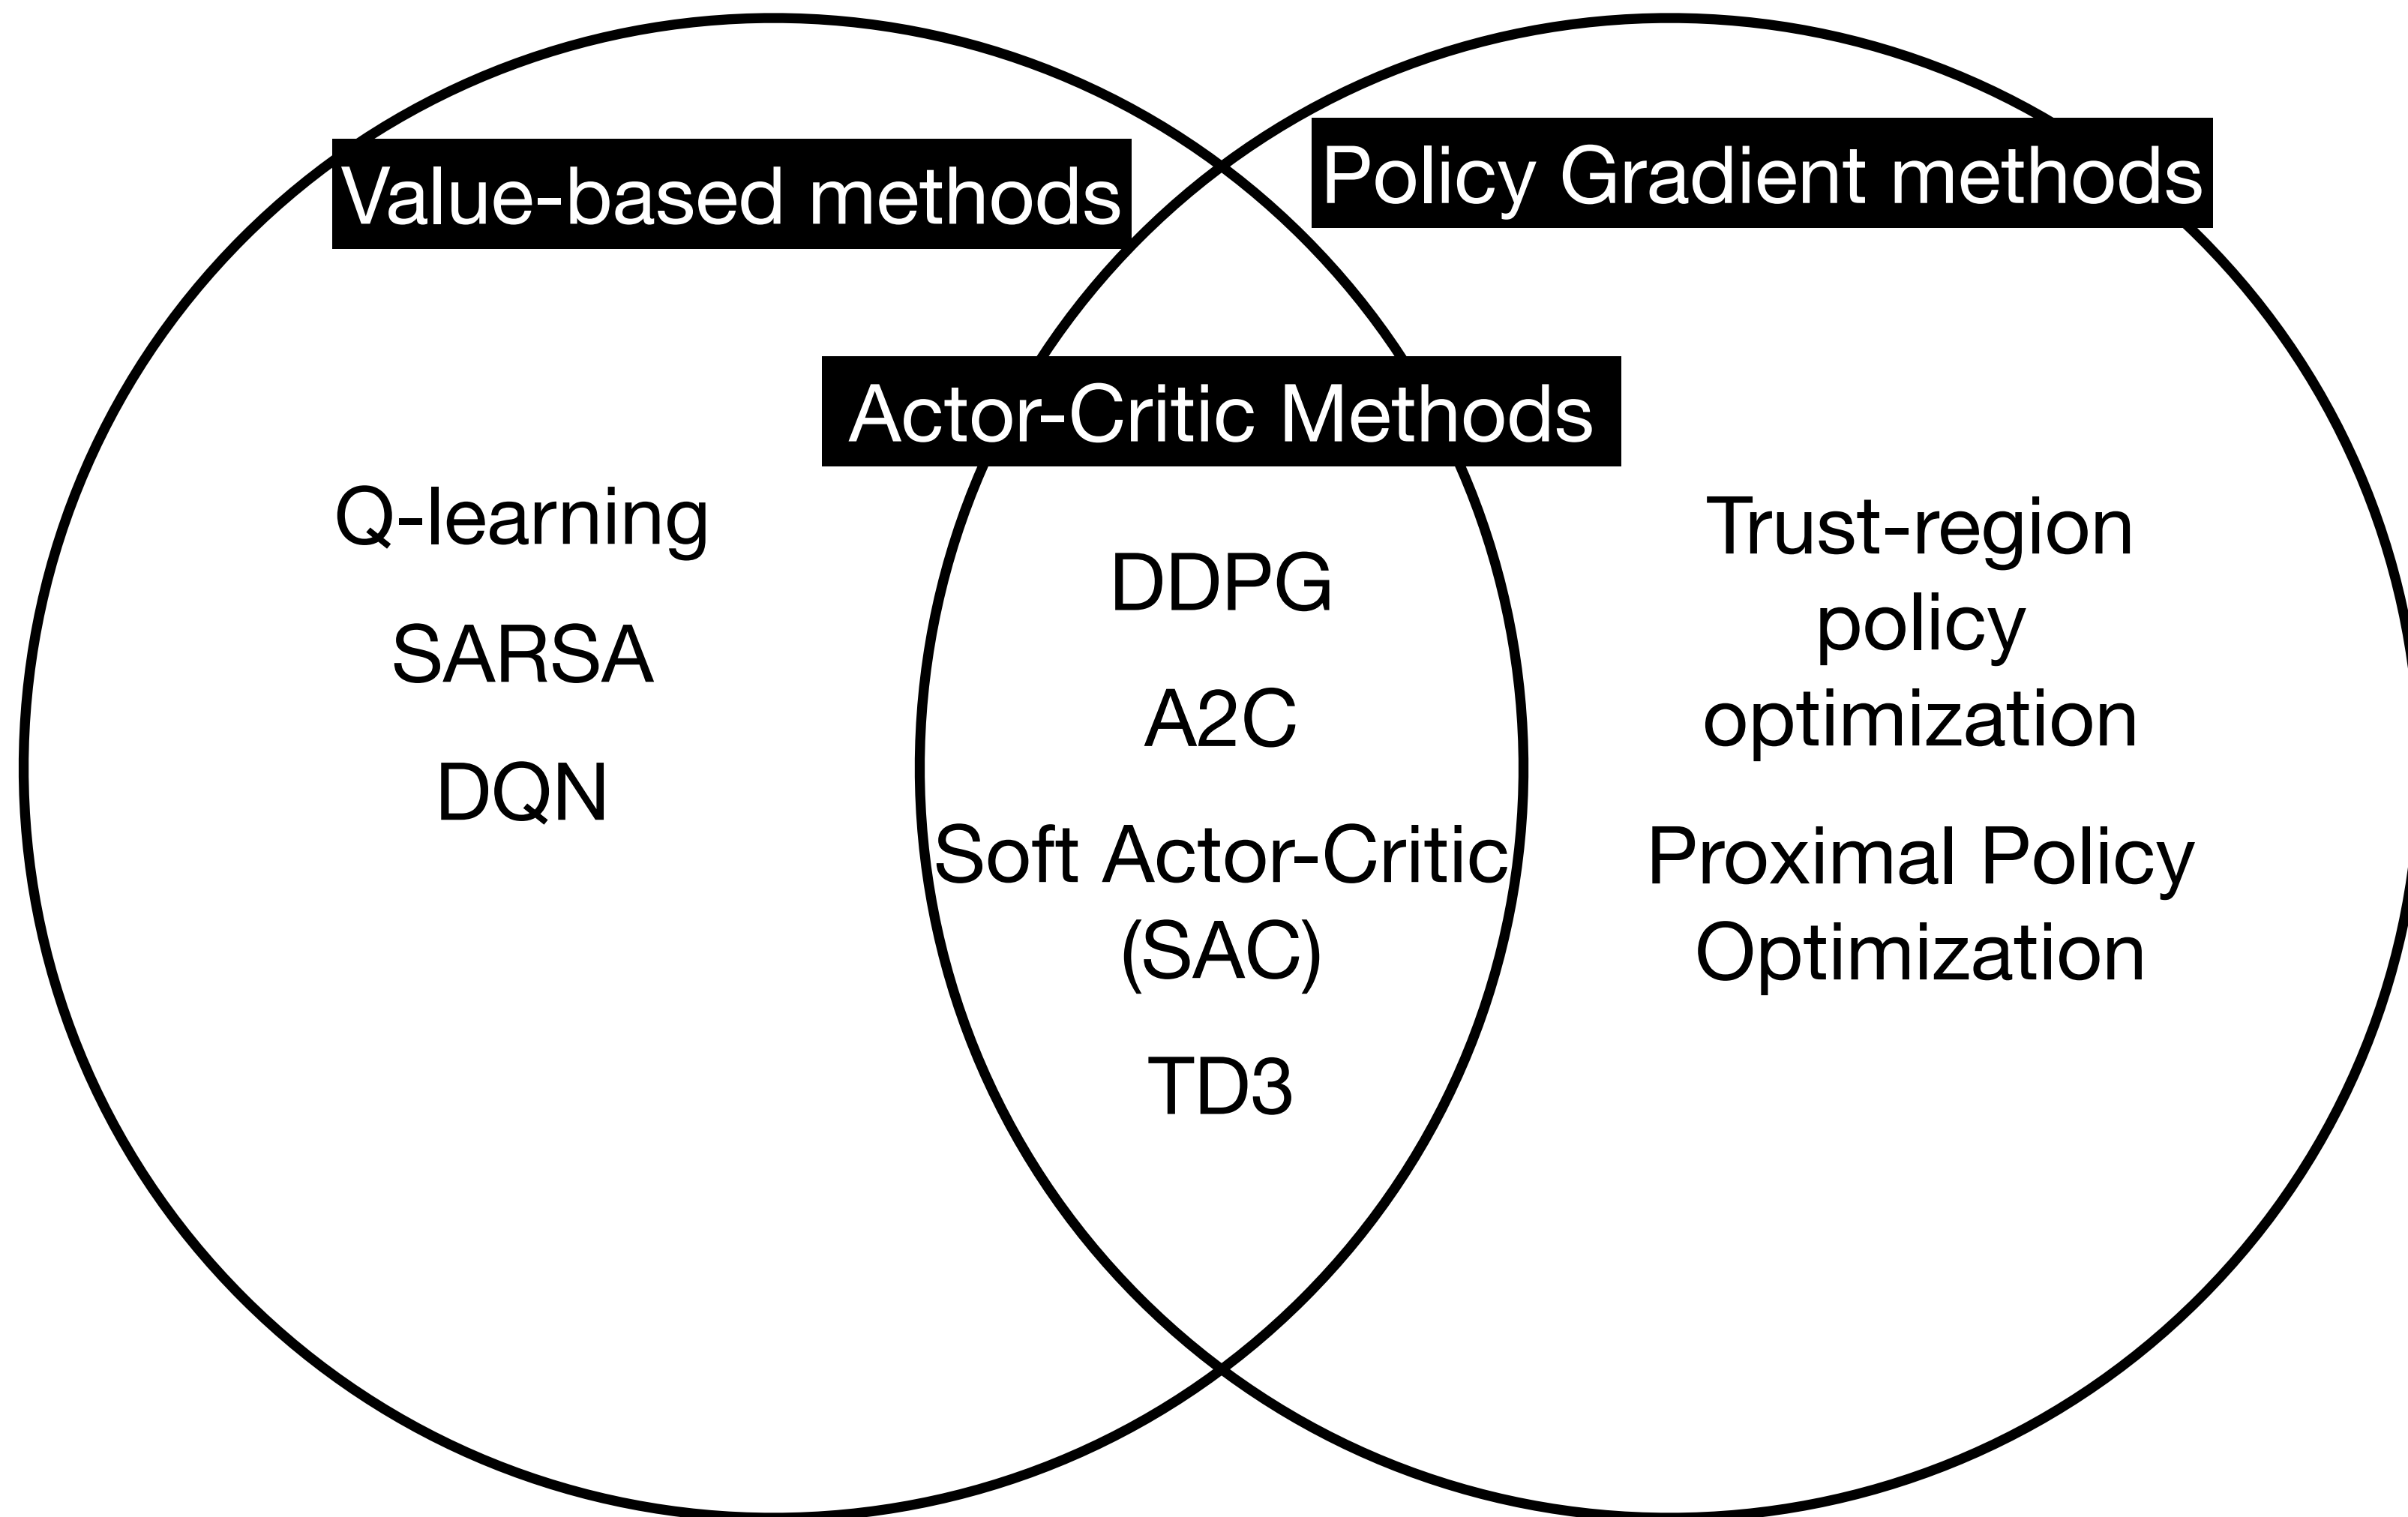 Value-based methods
Policy Gradient methods
Actor-Critic Methods
Q-learning
SARSA
DQN
DDPG
A2C
Soft Actor-Critic
(SAC)
TD3
Trust-region
policy
optimization
Proximal Policy
Optimization